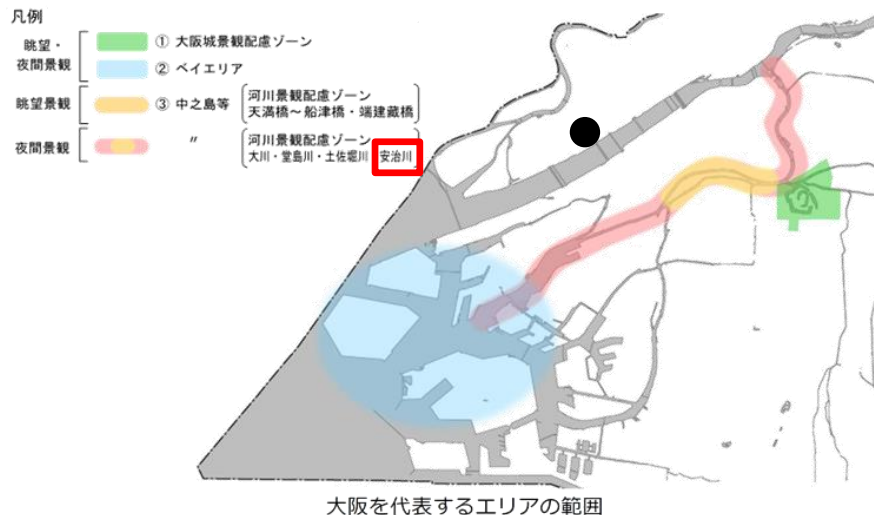 凡例
眺望・
夜間景観
① 大阪城景観配慮ゾーン
② ベイエリア
眺望景観
③ 中之島等
河川景観配慮ゾーン
天満橋～船津橋・端建蔵橋
夜間景観
〃
河川景観配慮ゾーン
大川・堂島川・土佐堀川 安治川
大阪を代表するエリアの範囲